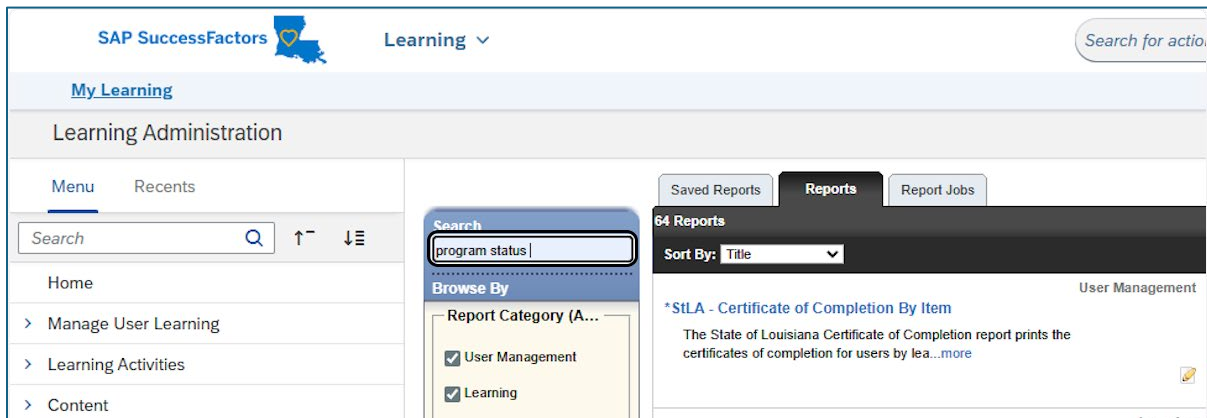 SAP SuccessFactors
Learning
Search for actio
My Learning
Learning Administration
Menu Recents
Search
Home
Manage User Learning
Learning Activities
Content
Search
program status
Browse By
Report Category (A...
User Management
Learning
Saved Reports Reports Report Jobs
64 Reports
Sort By: Title
User Management
*StLA - Certificate of Completion By Item
The State of Louisiana Certificate of Completion report prints the
certificates of completion for users by lea...more